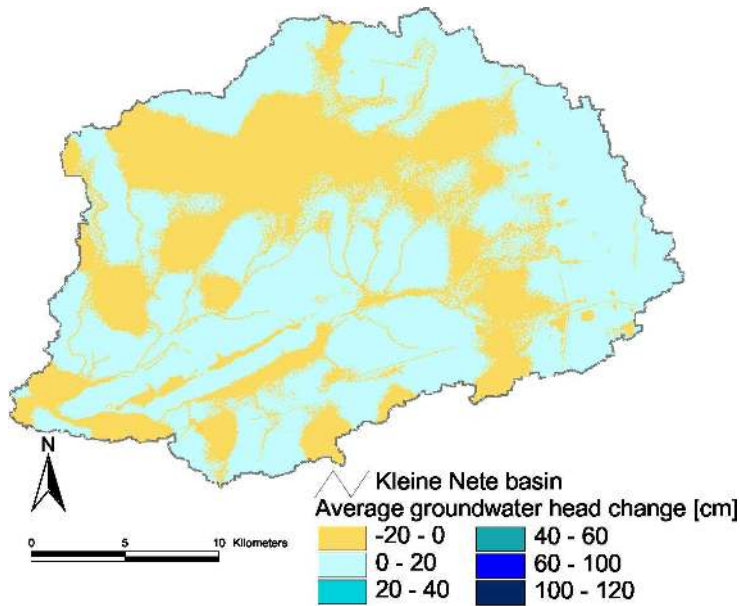 N
0 5 10 Kilometers
Kleine Nete basin
Average groundwater head change [cm]
-20 - 0 40 - 60
0 - 20 60 - 100
20 - 40 100 - 120